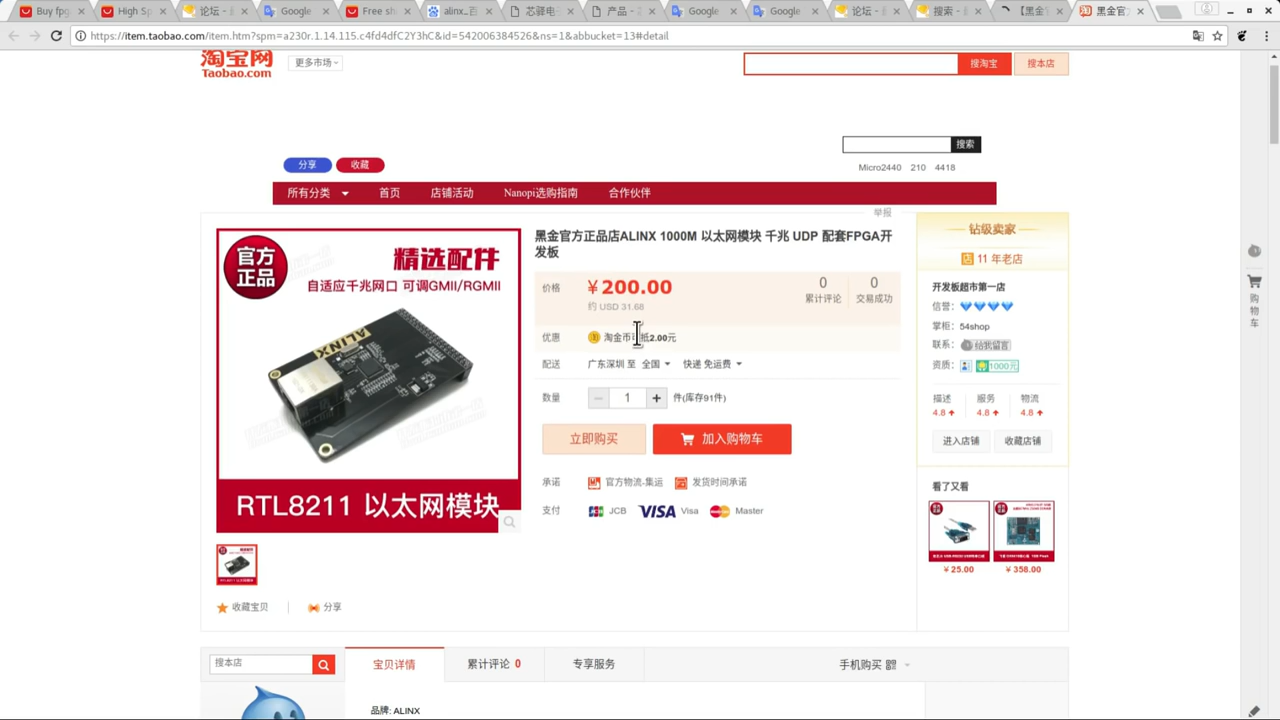 Buy fpg
High Sp
论坛 -
Google
Free sh
alinx_百
芯驿电
产品 -
Google
Google
论坛 -
搜索 -
【黑金
黑金官
https://item.taobao.com/item.htm?spm=a230r.1.14.115.c4fd4dfC2Y3hC&id=542006384526&ns=1&abbucket=13#detail
淘宝网
Taobao.com
更多市场
搜淘宝
搜本店
搜索
Micro2440 210 4418
分享
收藏
所有分类 首页 店铺活动 Nanopi选购指南 合作伙伴
举报
官方
正品
精选配件
自适应千兆网口 可调GMII/RGMII
ALINX
RTL8211 以太网模块
收藏宝贝
分享
黑金官方正品店ALINX 1000M 以太网模块 千兆 UDP 配套FPGA开
发板
价格 ¥200.00
约 USD 31.68
0
累计评论
0
交易成功
优惠 淘金币可抵2.00元
配送 广东深圳 至 全国 快递 免运费
数量 1 件(库存91件)
立即购买
加入购物车
承诺 官方物流-集运 发货时间承诺
支付 JCB VISA Visa Master
钻级卖家
店 11 年老店
开发板超市第一店
信誉：
掌柜：54shop
联系：给我留言
资质：1000元
描述 服务 物流
4.8 4.8 4.8
进入店铺
收藏店铺
看了又看
¥25.00
¥358.00
购物车
搜本店
宝贝详情
累计评论 0
专享服务
手机购买
品牌: ALINX